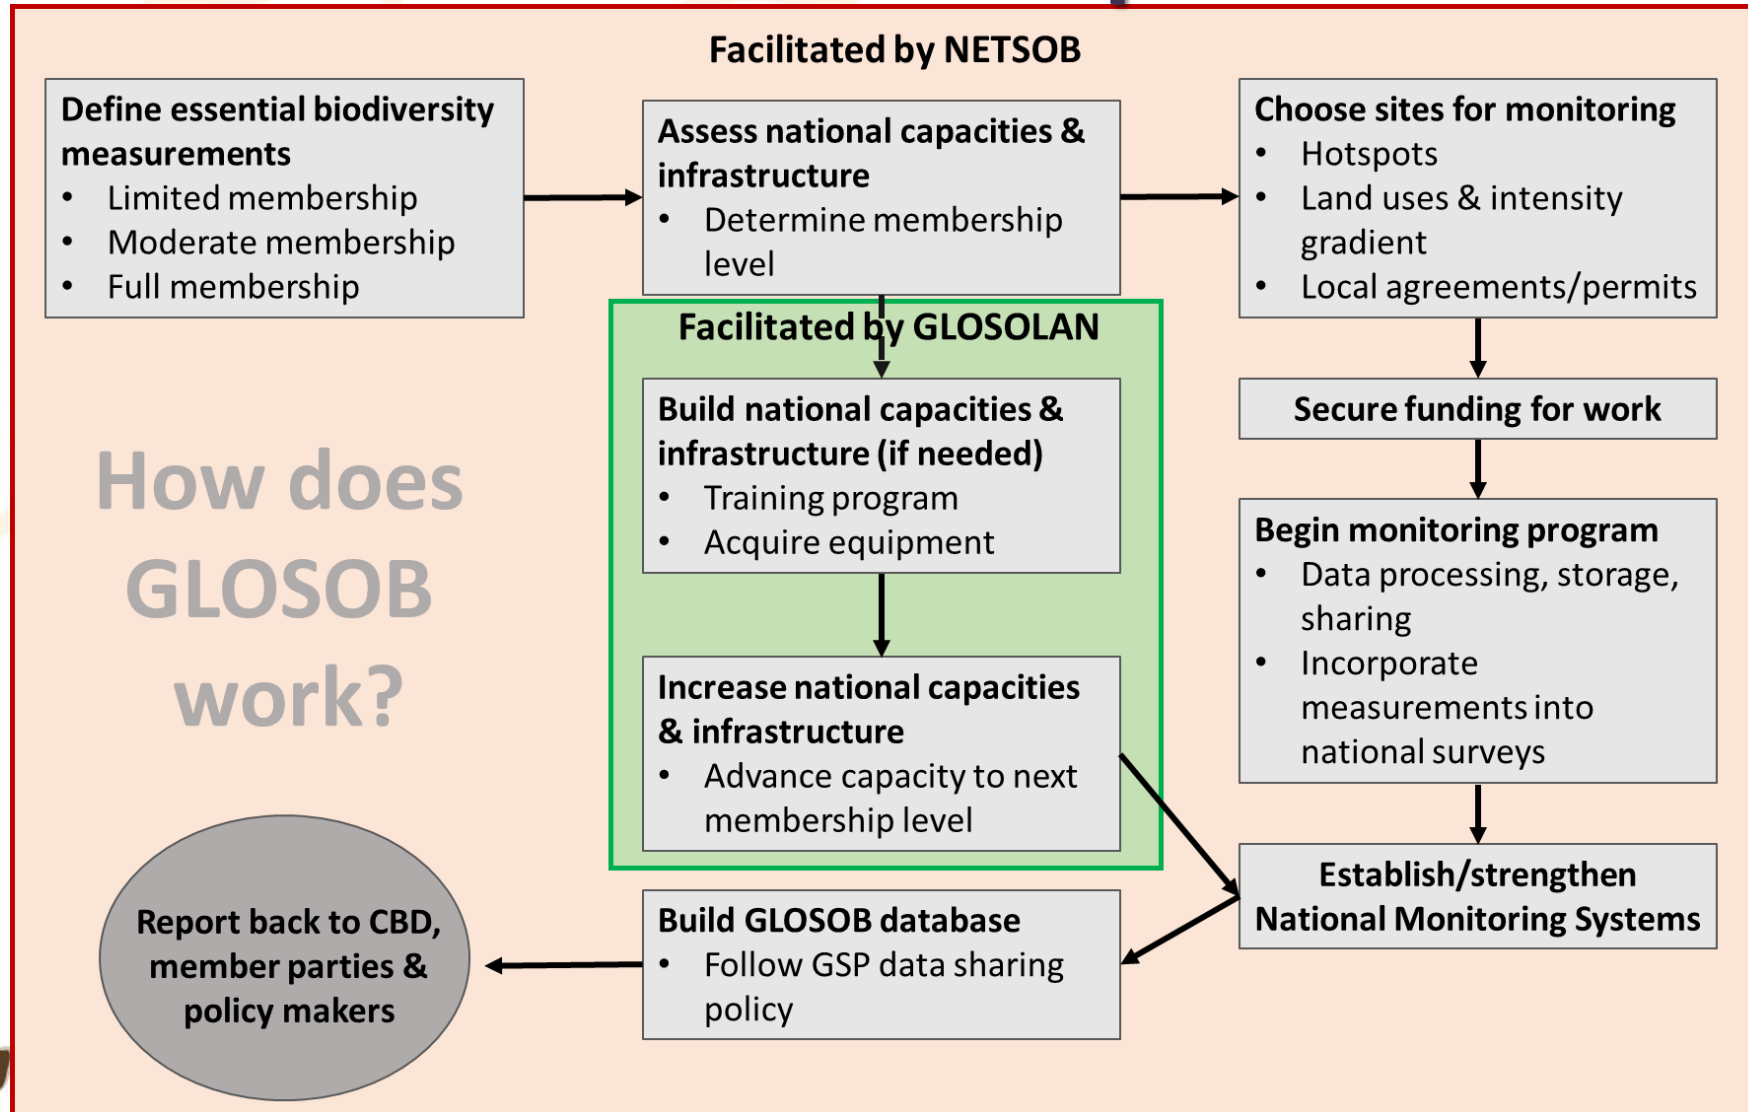 Facilitated by NETSOB
Define essential biodiversity
measurements
• Limited membership
• Moderate membership
• Full membership
Assess national capacities &
infrastructure
• Determine membership
level
Choose sites for monitoring
• Hotspots
• Land uses & intensity
gradient
• Local agreements/permits
Facilitated by GLOSOLAN
Build national capacities &
infrastructure (if needed)
• Training program
• Acquire equipment
Increase national capacities
& infrastructure
• Advance capacity to next
membership level
Secure funding for work
Begin monitoring program
• Data processing, storage,
sharing
• Incorporate
measurements into
national surveys
Establish/strengthen
National Monitoring Systems
Build GLOSOB database
• Follow GSP data sharing
policy
Report back to CBD,
member parties &
policy makers
How does
GLOSOB
work?